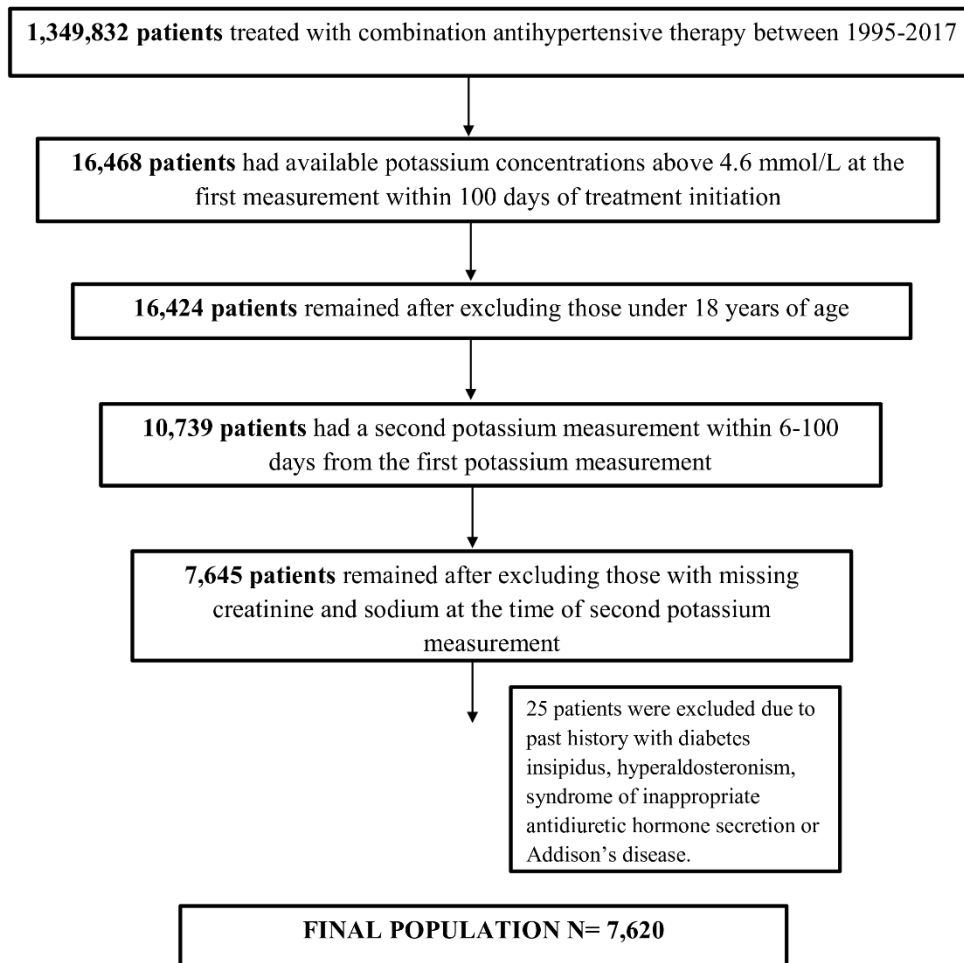 1,349,832 patients treated with combination antihypertensive therapy between 1995-2017
16,468 patients had available potassium concentrations above 4.6 mmol/L at the
first measurement within 100 days of treatment initiation
16,424 patients remained after excluding those under 18 years of age
10,739 patients had a second potassium measurement within 6-100
days from the first potassium measurement
7,645 patients remained after excluding those with missing
creatinine and sodium at the time of second potassium
measurement
25 patients were excluded due to
past history with diabetes
insipidus, hyperaldosteronism,
syndrome of inappropriate
antidiuretic hormone secretion or
Addison’s disease.
FINAL POPULATION N= 7,620